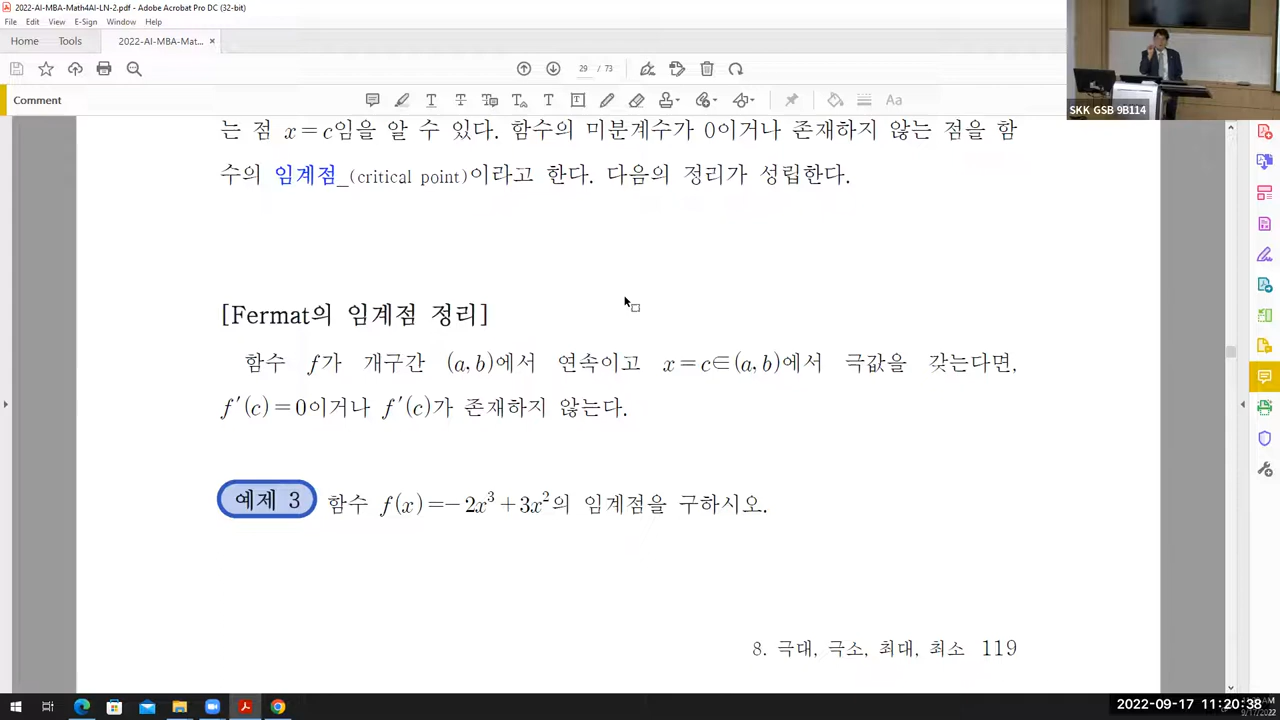 2022-AI-MBA-Math4AI-LN-2.pdf - Adobe Acrobat Pro DC (32-bit)
File Edit View E-Sign Window Help
Home Tools 2022-AI-MBA-Mat... ×
29 / 73
Comment
SKK GSB 9B114
는 점 x=c임을 알 수 있다. 함수의 미분계수가 0이거나 존재하지 않는 점을 함
수의 임계점_(critical point)이라고 한다. 다음의 정리가 성립한다.
[Fermat의 임계점 정리]
함수 f가 개구간 (a, b)에서 연속이고 x=c∈(a, b)에서 극값을 갖는다면,
f′(c)=0이거나 f′(c)가 존재하지 않는다.
예제 3 함수 f(x)=-2x³+3x²의 임계점을 구하시오.
8. 극대, 극소, 최대, 최소 119
2022-09-17 11:20:38